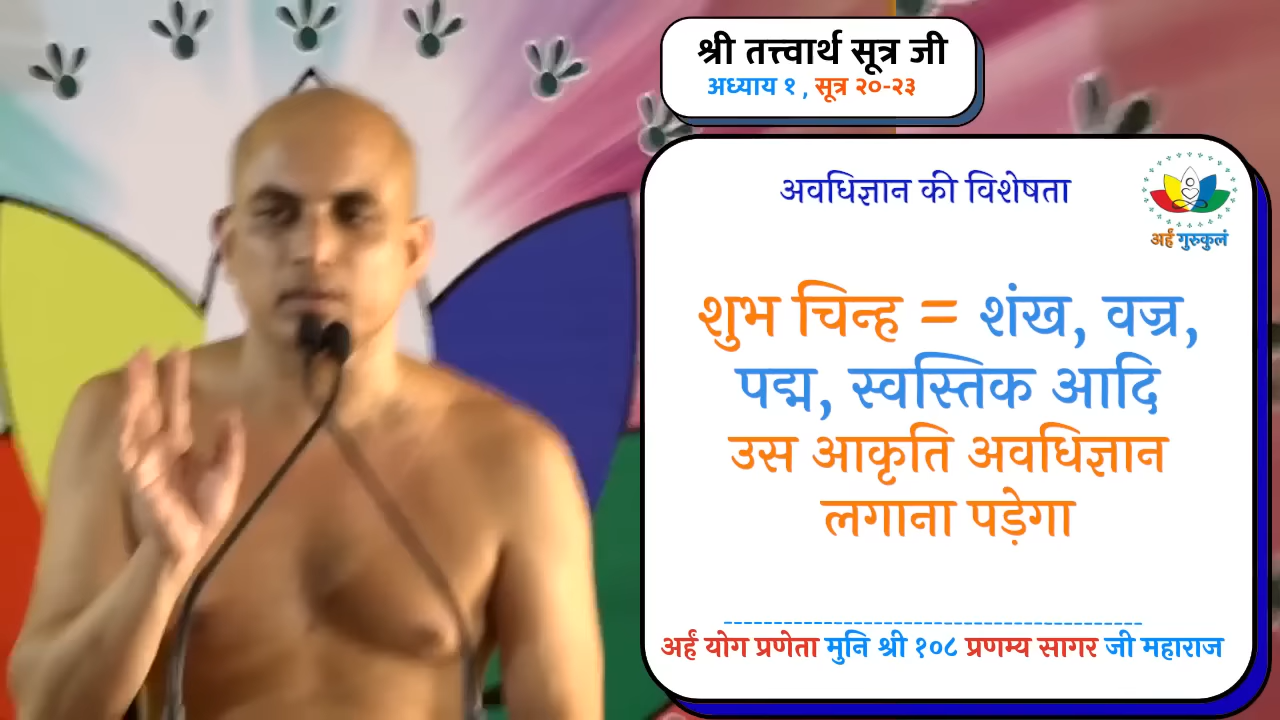 श्री तत्त्वार्थ सूत्र जी
अध्याय १ , सूत्र २०-२३
अवधिज्ञान की विशेषता
अर्हं गुरुकुलं
शुभ चिन्ह = शंख, वज्र,
पद्म, स्वस्तिक आदि
उस आकृति अवधिज्ञान
लगाना पड़ेगा
अर्हं योग प्रणेता मुनि श्री १०८ प्रणम्य सागर जी महाराज